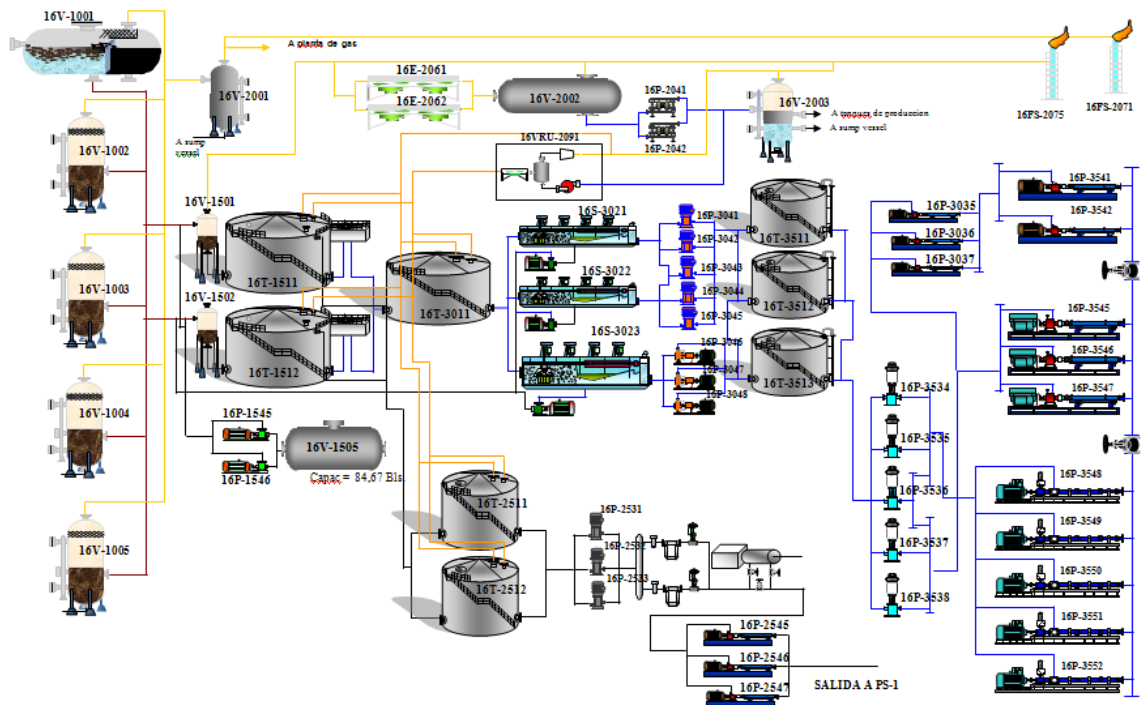 16V-1001
A planta de gas
16E-2061
16E-2062
16V-2001
16V-2002
16P-2041
16P-2042
16V-2003
A tanque de produccion
A sump vessel
16FS-2075
16FS-2071
16V-1002
A sump
vessel
16VRU-2091
16V-1501
16T-1511
16V-1502
16T-1512
16T-3011
16S-3021
16S-3022
16S-3023
16P-3041
16P-3042
16P-3043
16P-3044
16P-3045
16P-3046
16P-3047
16P-3048
16T-3511
16T-3512
16T-3513
16P-3035
16P-3036
16P-3037
16P-3541
16P-3542
16P-3545
16P-3546
16P-3547
16V-1003
16V-1004
16V-1005
16P-1545
16P-1546
16V-1505
Capac = 84,67 Bls.
16T-2511
16T-2512
16P-2531
16P-2532
16P-2533
16P-3534
16P-3535
16P-3536
16P-3537
16P-3538
16P-3548
16P-3549
16P-3550
16P-3551
16P-3552
16P-2545
16P-2546
16P-2547
SALIDA A PS-1